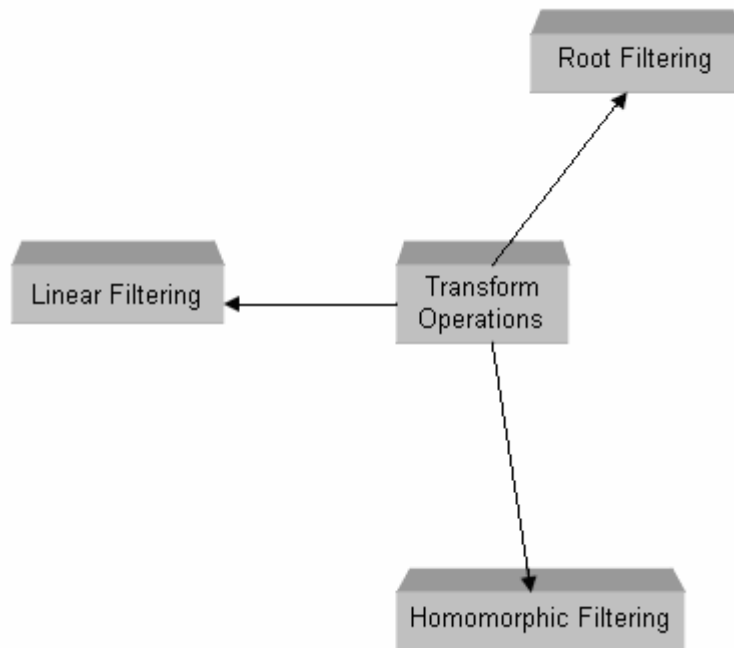 Root Filtering
Linear Filtering
Transform
Operations
Homomorphic Filtering